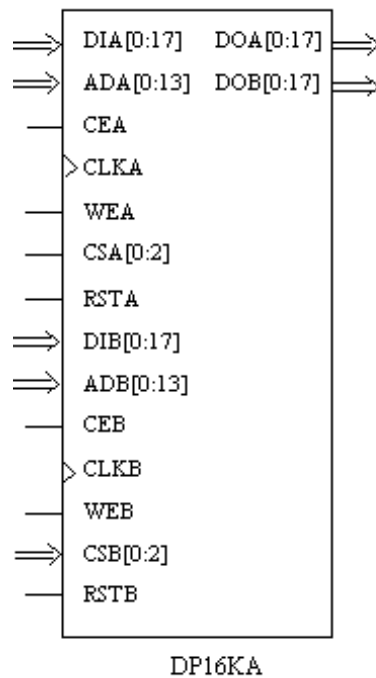 DIA[0:17] DOA[0:17]
ADA[0:13] DOB[0:17]
CEA
CLKA
WEA
CSA[0:2]
RSTA
DIB[0:17]
ADB[0:13]
CEB
CLKB
WEB
CSB[0:2]
RSTB
DP16KA